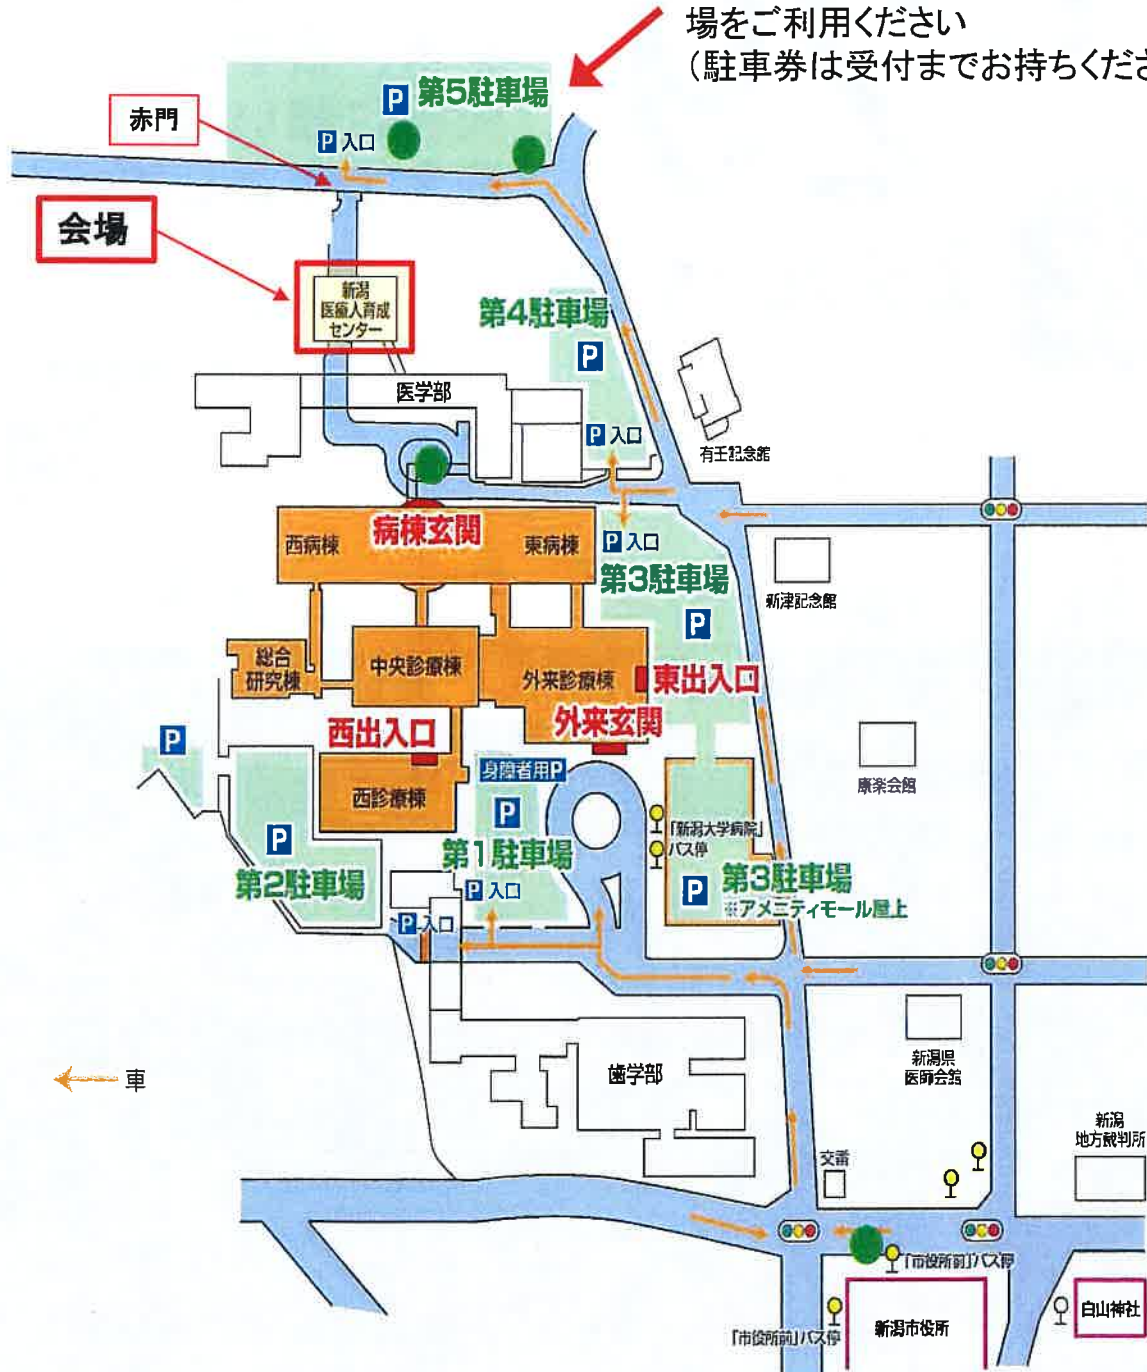 場をご利用ください
（駐車券は受付までお持ちくださ
P 第5駐車場
赤門
P 入口
会場
新潟
医療人育成
センター
第4駐車場
P
医学部
P 入口
有壬記念館
病棟玄関
西病棟
東病棟
P 入口
第3駐車場
新津記念館
P
総合
研究棟
中央診療棟
外来診療棟
東出入口
外来玄関
西出入口
P
身障者用P
西診療棟
P
康楽会館
「新潟大学病院」
バス停
P
第1駐車場
第2駐車場
P 入口
P
第3駐車場
※アメニティモール屋上
P 入口
新潟県
医師会館
歯学部
車
新潟
地方裁判所
交番
「市役所前」バス停
「市役所前」バス停
新潟市役所
白山神社